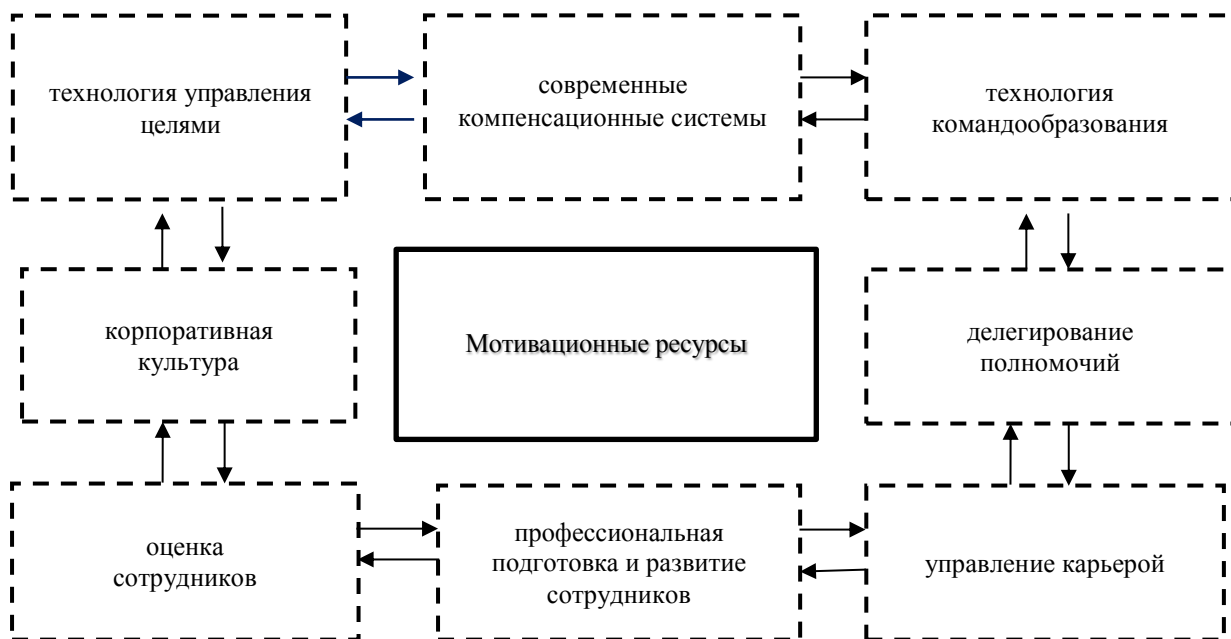 технология управления
целями
современные
компенсационные системы
технология
командообразования
корпоративная
культура
Мотивационные ресурсы
делегирование
полномочий
оценка
сотрудников
профессиональная
подготовка и развитие
сотрудников
управление карьерой